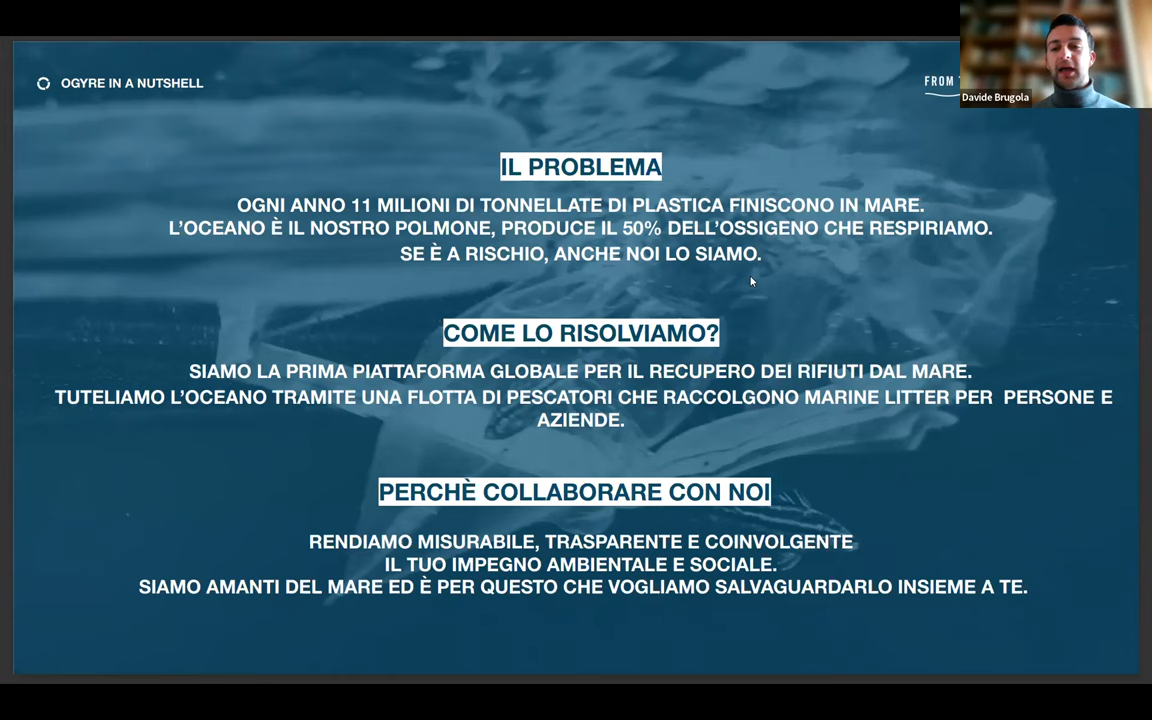 OGYRE IN A NUTSHELL
FROM
Davide Brugola
IL PROBLEMA
OGNI ANNO 11 MILIONI DI TONNELLATE DI PLASTICA FINISCONO IN MARE.
L'OCEANO È IL NOSTRO POLMONE, PRODUCE IL 50% DELL'OSSIGENO CHE RESPIRIAMO.
SE È A RISCHIO, ANCHE NOI LO SIAMO.
COME LO RISOLVIAMO?
SIAMO LA PRIMA PIATTAFORMA GLOBALE PER IL RECUPERO DEI RIFIUTI DAL MARE.
TUTELIAMO L'OCEANO TRAMITE UNA FLOTTA DI PESCATORI CHE RACCOLGONO MARINE LITTER PER PERSONE E
AZIENDE.
PERCHÈ COLLABORARE CON NOI
RENDIAMO MISURABILE, TRASPARENTE E COINVOLGENTE
IL TUO IMPEGNO AMBIENTALE E SOCIALE.
SIAMO AMANTI DEL MARE ED È PER QUESTO CHE VOGLIAMO SALVAGUARDARLO INSIEME A TE.